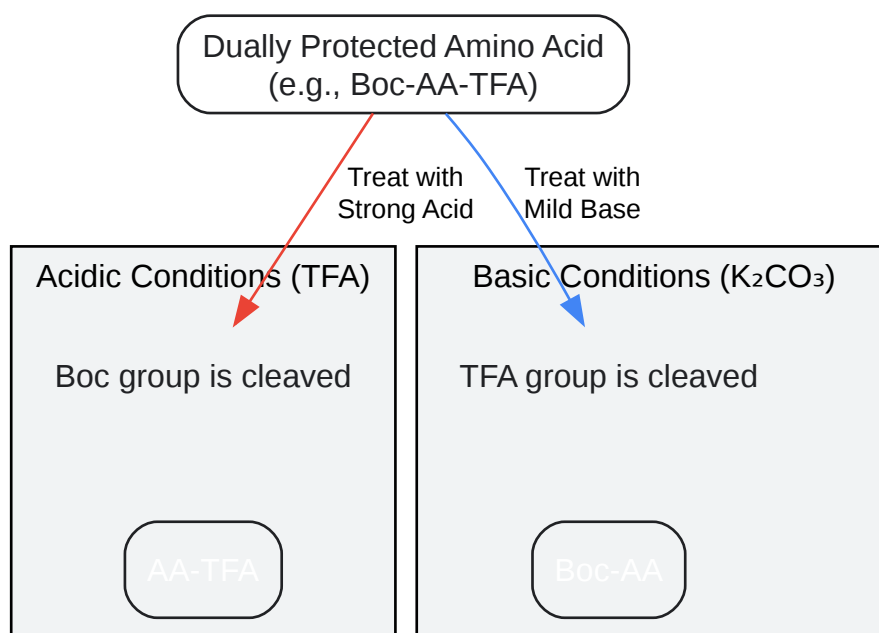 Dually Protected Amino Acid
(e.g., Boc-AA-TFA)
Treat with
Strong Acid
Treat with
Mild Base
Acidic Conditions (TFA)
Basic Conditions (K₂CO₃)
Boc group is cleaved
TFA group is cleaved
AA-TFA
Boc-AA